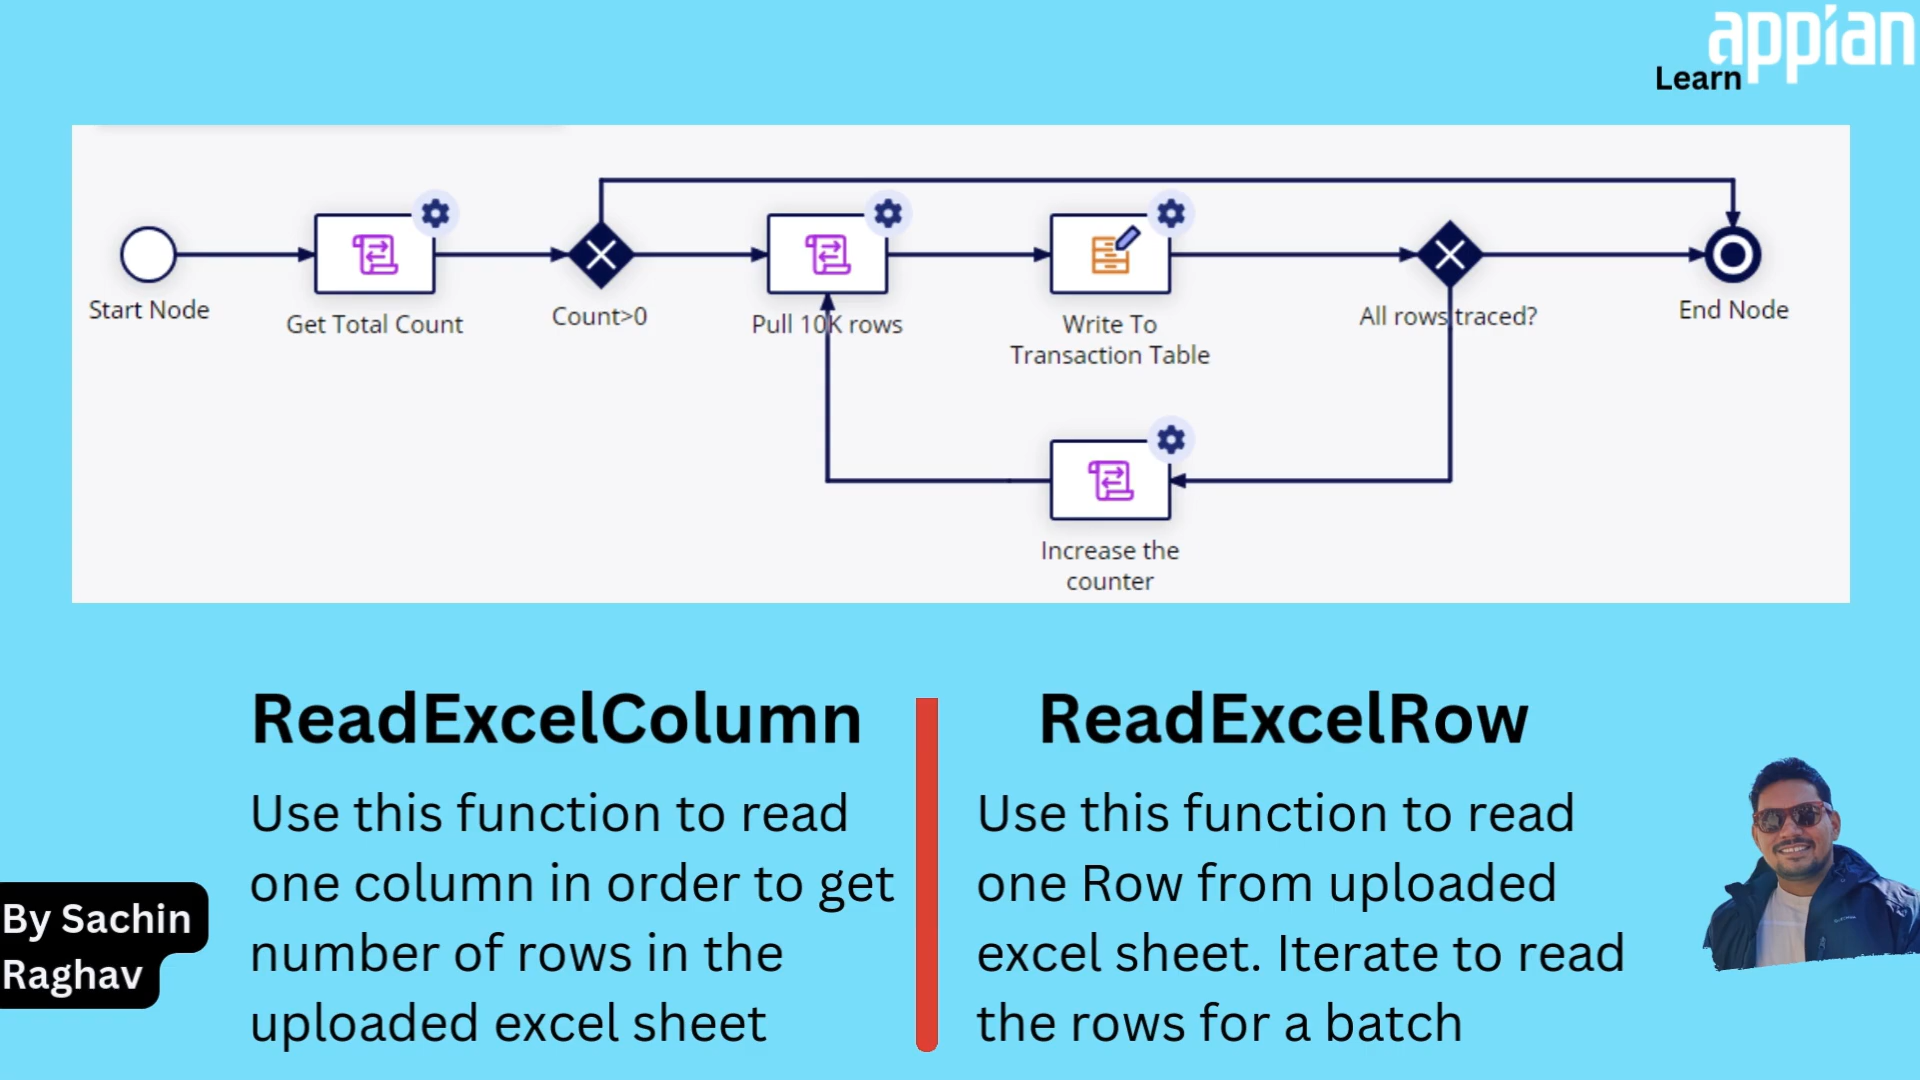 appian
Learn
Start Node
Get Total Count
Count>0
Pull 10K rows
Write To
Transaction Table
All rows traced?
End Node
Increase the
counter
ReadExcelColumn
Use this function to read
one column in order to get
number of rows in the
uploaded excel sheet
ReadExcelRow
Use this function to read
one Row from uploaded
excel sheet. Iterate to read
the rows for a batch
By Sachin
Raghav